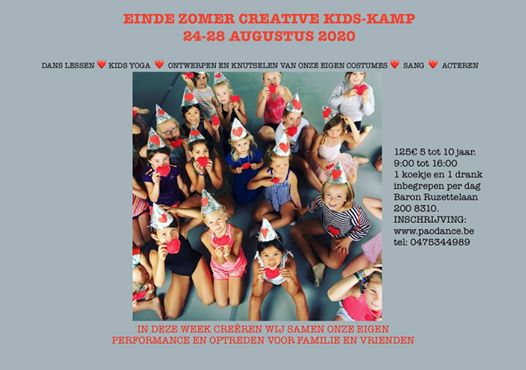 EINDE ZOMER CREATIVE KIDS-KAMP
24-28 AUGUSTUS 2020
DANS LESSEN ❤️ KIDS YOGA ❤️ ONTWERPEN EN KNUTSELEN VAN ONZE EIGEN COSTUMES ❤️ SANG ❤️ ACTEREN
125€ 5 tot 10 jaar.
9:00 tot 16:00
1 koekje en 1 drank
inbegrepen per dag
Baron Ruzettelaan
200 8310.
INSCHRIJVING:
www.paodance.be
tel: 0475344989
IN DEZE WEEK CREËREN WIJ SAMEN ONZE EIGEN
PERFORMANCE EN OPTREDEN VOOR FAMILIE EN VRIENDEN